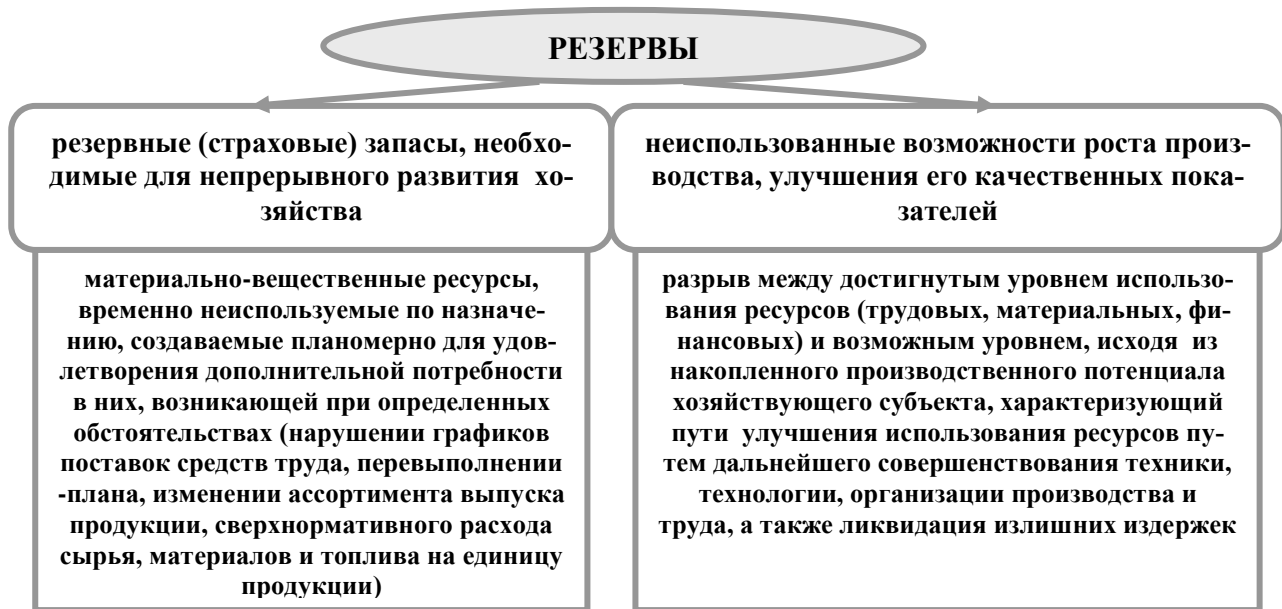 РЕЗЕРВЫ
резервные (страховые) запасы, необхо-
димые для непрерывного развития хо-
зяйства
неиспользованные возможности роста произ-
водства, улучшения его качественных пока-
зателей
материально-вещественные ресурсы,
временно неиспользуемые по назначе-
нию, создаваемые планомерно для удов-
летворения дополнительной потребности
в них, возникающей при определенных
обстоятельствах (нарушении графиков
поставок средств труда, перевыполнении
-плана, изменении ассортимента выпуска
продукции, сверхнормативного расхода
сырья, материалов и топлива на единицу
продукции)
разрыв между достигнутым уровнем использо-
вания ресурсов (трудовых, материальных, фи-
нансовых) и возможным уровнем, исходя из
накопленного производственного потенциала
хозяйствующего субъекта, характеризующий
пути улучшения использования ресурсов пу-
тем дальнейшего совершенствования техники,
технологии, организации производства и
труда, а также ликвидация излишних издержек